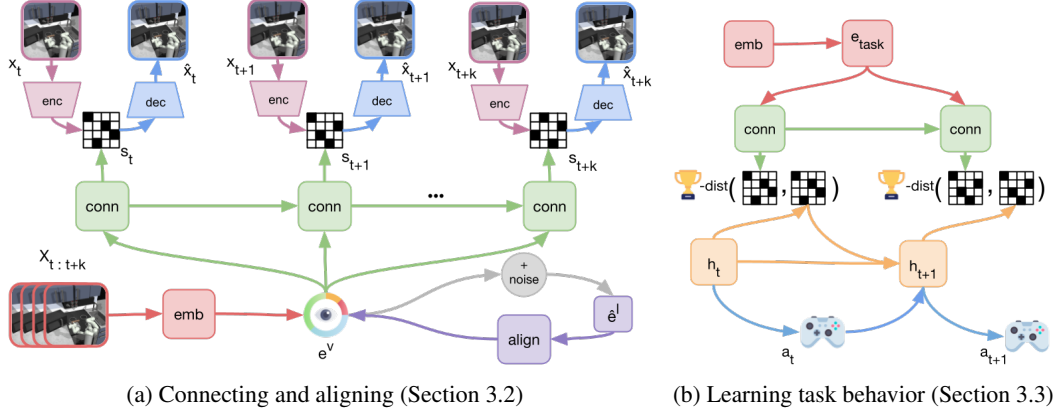 x_t
x̂_t
x_{t+1}
x̂_{t+1}
x_{t+k}
x̂_{t+k}
enc
dec
enc
dec
enc
dec
s_t
s_{t+1}
s_{t+k}
conn
conn
...
conn
X_{t : t+k}
emb
e^v
+
noise
ê^l
align
(a) Connecting and aligning (Section 3.2)
emb
e_task
conn
conn
-dist( , )
-dist( , )
h_t
h_{t+1}
a_t
a_{t+1}
(b) Learning task behavior (Section 3.3)